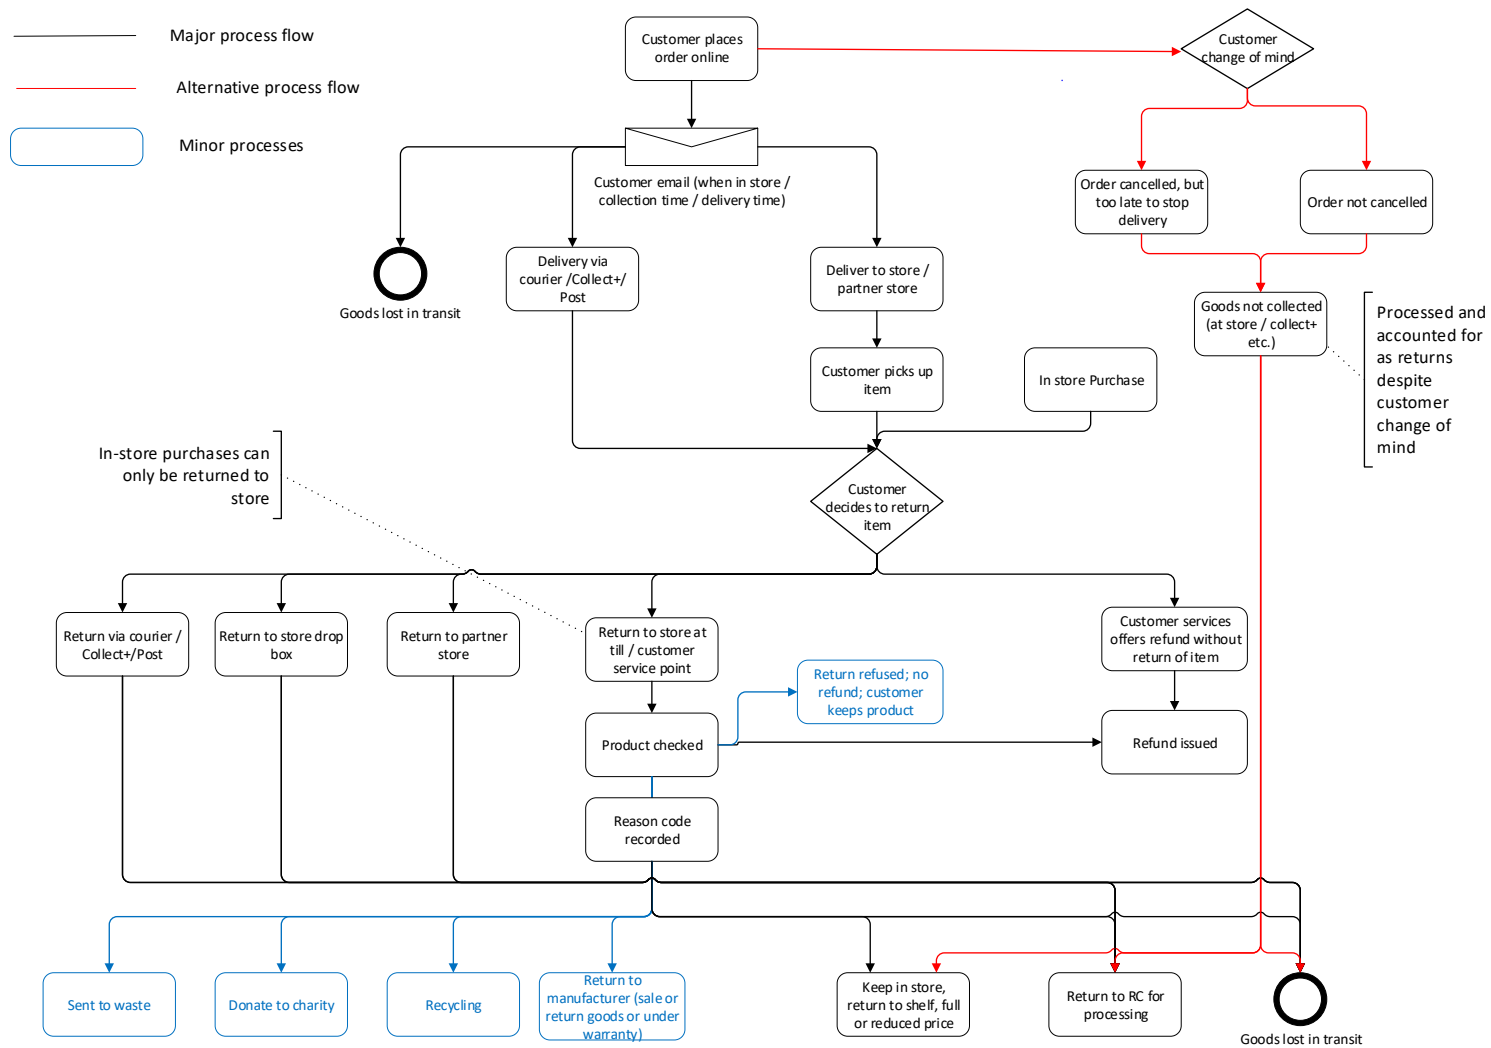 Major process flow
Alternative process flow
Minor processes
Customer places
order online
Customer
change of mind
Customer email (when in store /
collection time / delivery time)
Order cancelled, but
too late to stop
delivery
Order not cancelled
Goods lost in transit
Delivery via
courier /Collect+/
Post
Deliver to store /
partner store
Goods not collected
(at store / collect+
etc.)
Processed and
accounted for
as returns
despite
customer
change of
mind
Customer picks up
item
In store Purchase
In-store purchases can
only be returned to
store
Customer
decides to return
item
Return via courier /
Collect+/Post
Return to store drop
box
Return to partner
store
Return to store at
till / customer
service point
Customer services
offers refund without
return of item
Return refused; no
refund; customer
keeps product
Product checked
Refund issued
Reason code
recorded
Sent to waste
Donate to charity
Recycling
Return to
manufacturer (sale or
return goods or under
warranty)
Keep in store,
return to shelf, full
or reduced price
Return to RC for
processing
Goods lost in transit